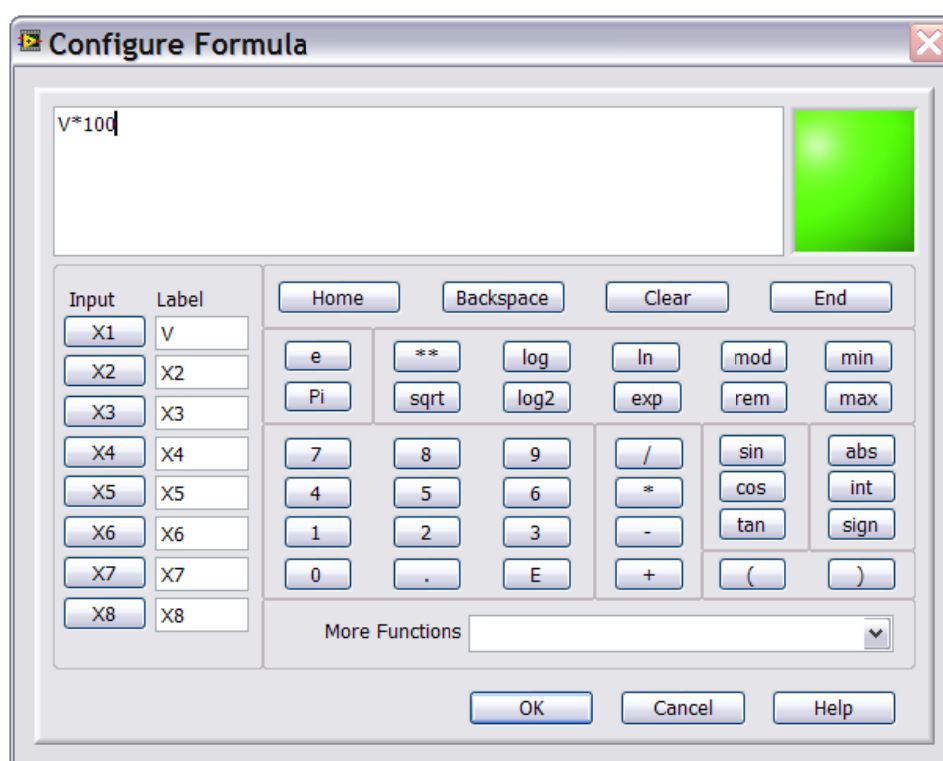 Configure Formula
V*100
Input Label
X1 V
X2 X2
X3 X3
X4 X4
X5 X5
X6 X6
X7 X7
X8 X8
Home Backspace Clear End
e ** log ln mod min
Pi sqrt log2 exp rem max
7 8 9 / sin abs
4 5 6 * cos int
1 2 3 - tan sign
0 . E + ( )
More Functions
OK Cancel Help